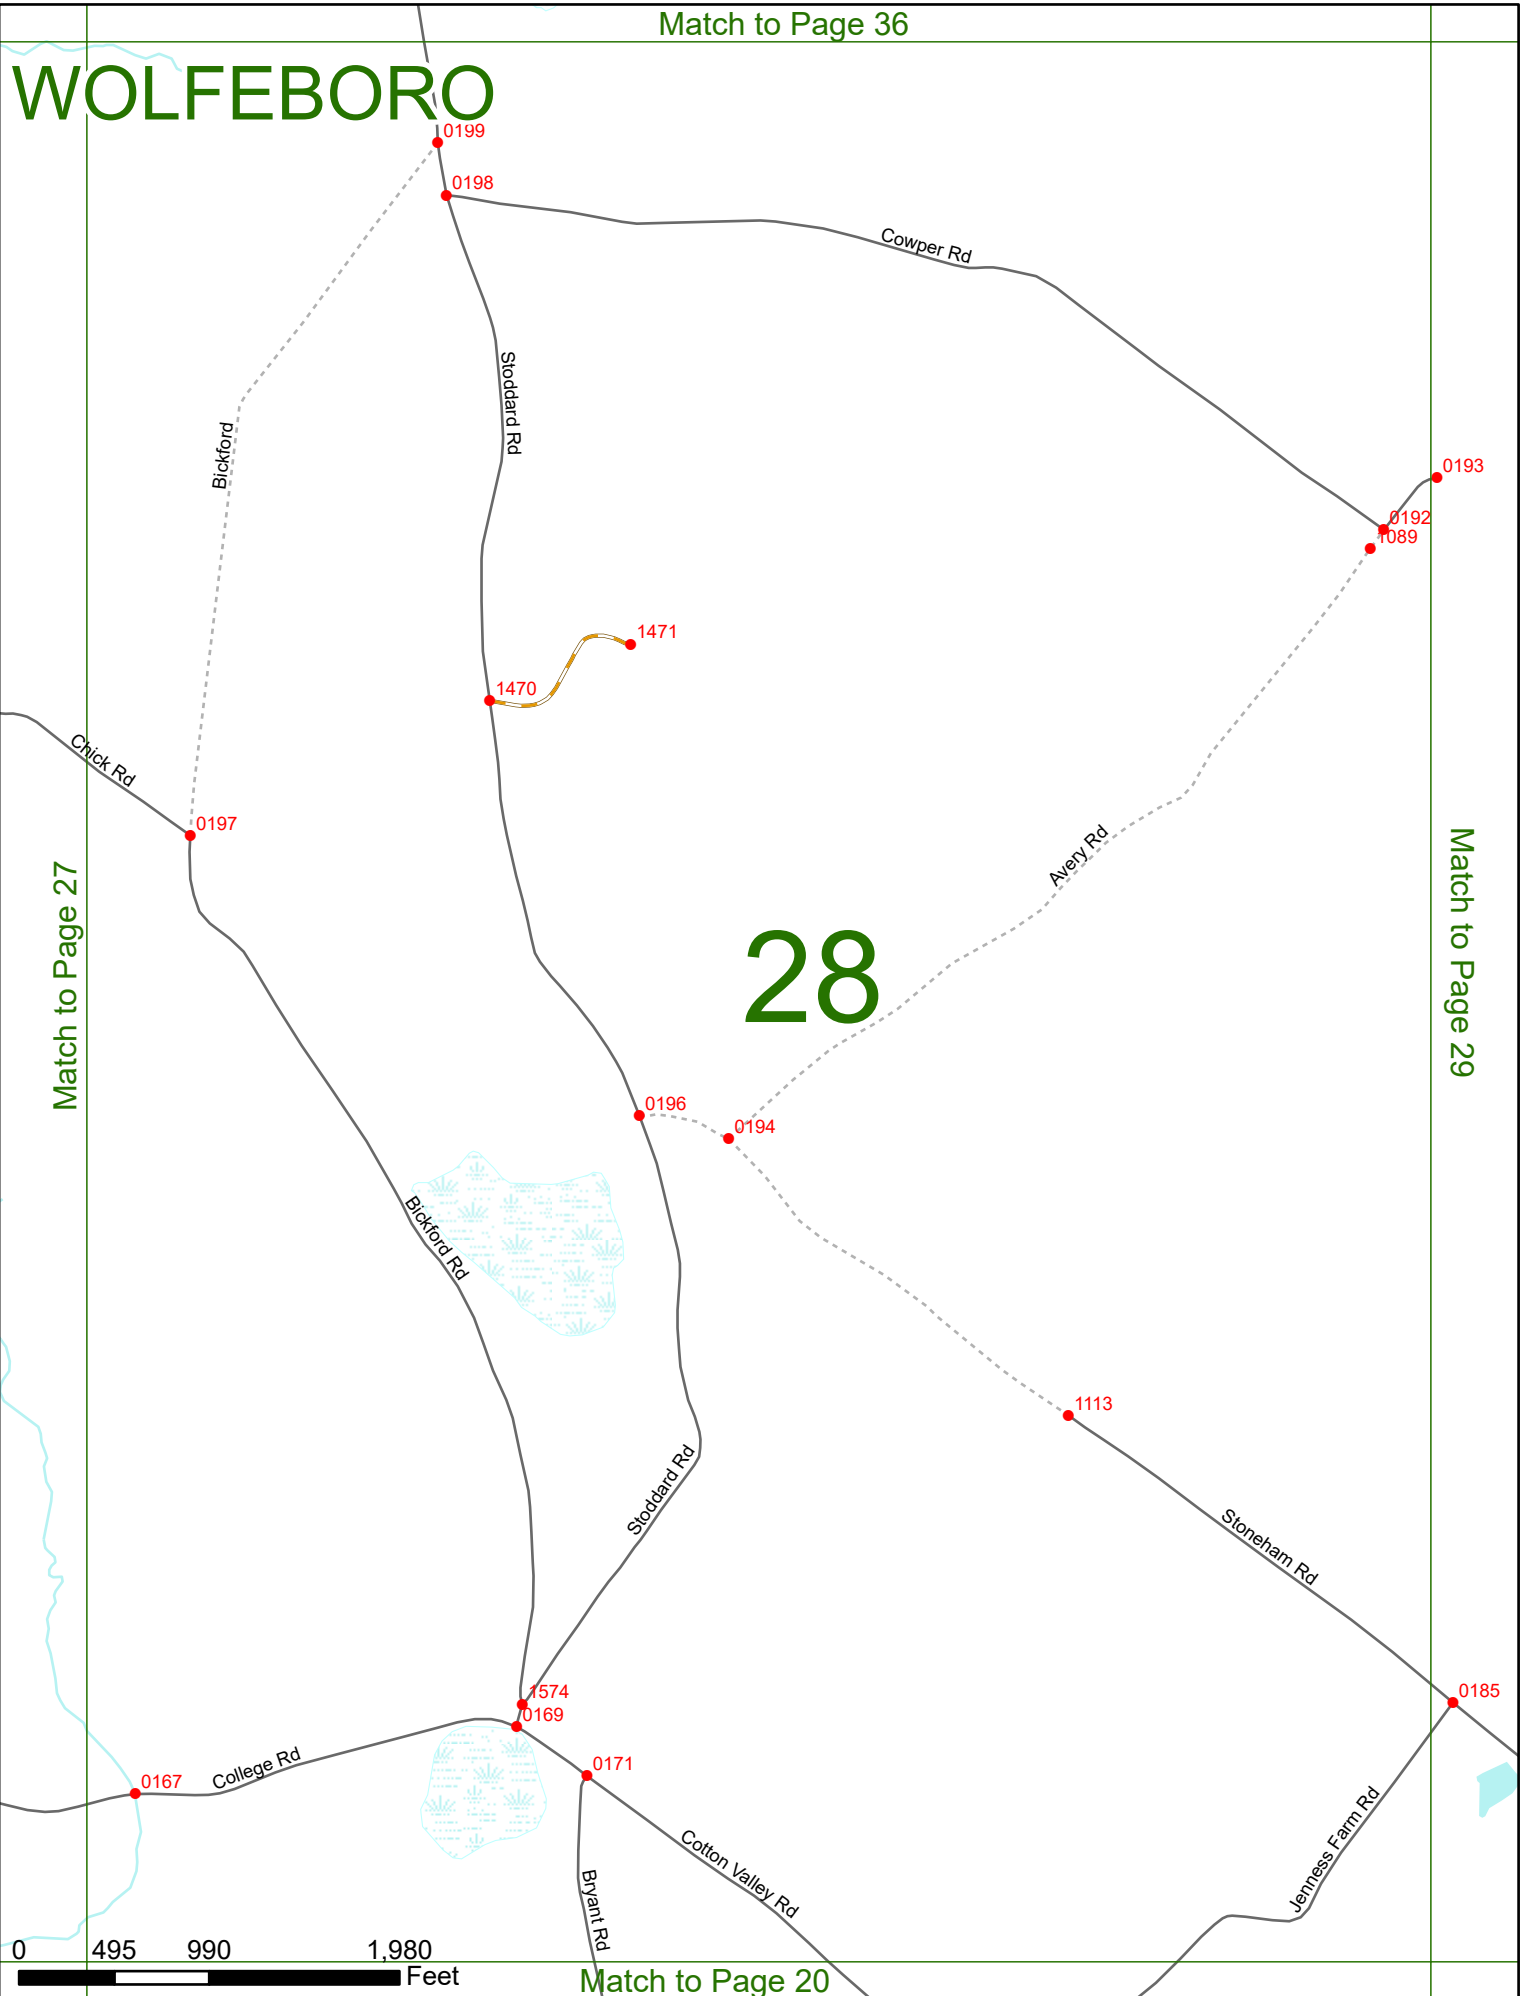 Match to Page 36
WOLFEBORO
0199
0198
Cowper Rd
Stoddard Rd
Bickford
0193
0192
1089
1471
1470
Chick Rd
0197
Avery Rd
Match to Page 27
28
Match to Page 29
0196
0194
Bickford Rd
1113
Stoddard Rd
Stoneham Rd
1574
0169
0185
0171
0167
College Rd
Cotton Valley Rd
Jenness Farm Rd
Bryant Rd
0 495 990 1,980
Feet
Match to Page 20